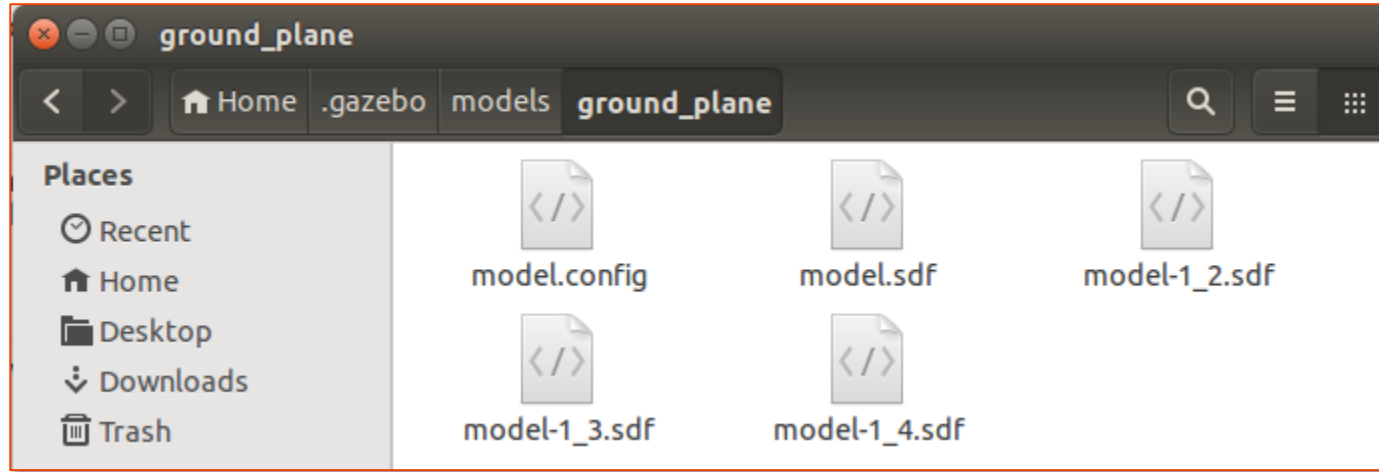 ground_plane
Home .gazebo models ground_plane
Places
Recent
Home
Desktop
Downloads
Trash
model.config model.sdf model-1_2.sdf
model-1_3.sdf model-1_4.sdf